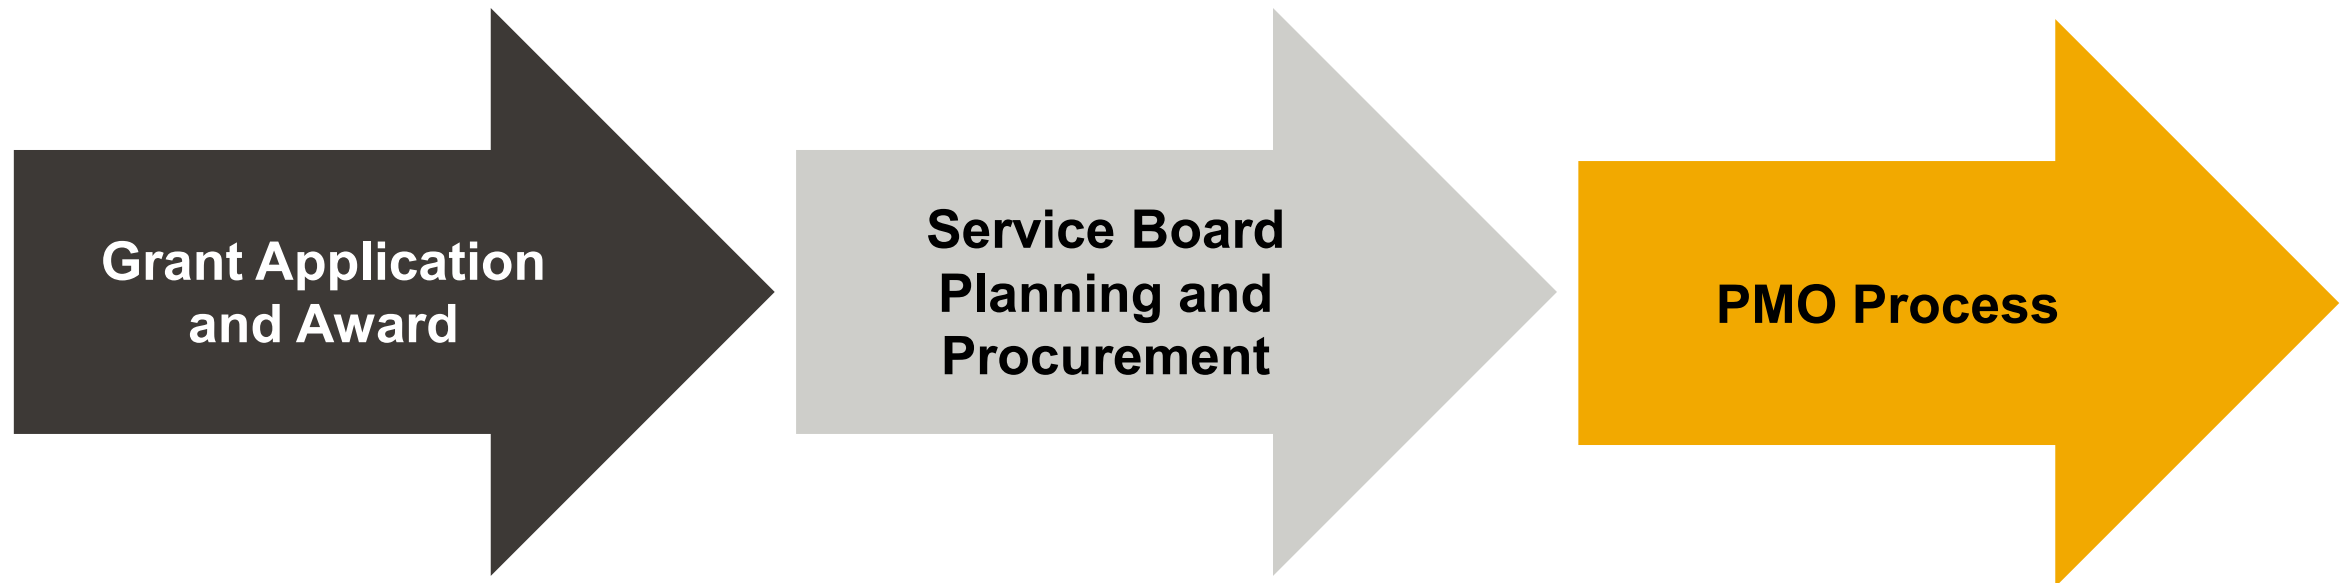 Grant Application
and Award
Service Board
Planning and
Procurement
PMO Process